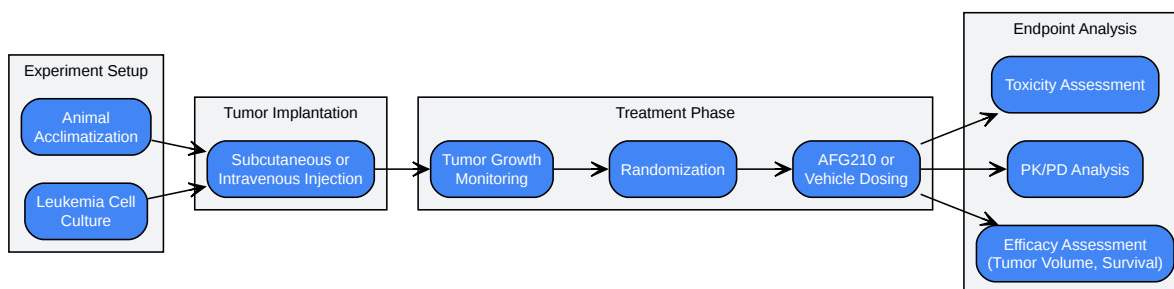 Experiment Setup
Animal
Acclimatization
Leukemia Cell
Culture
Tumor Implantation
Subcutaneous or
Intravenous Injection
Treatment Phase
Tumor Growth
Monitoring
Randomization
AFG210 or
Vehicle Dosing
Endpoint Analysis
Toxicity Assessment
PK/PD Analysis
Efficacy Assessment
(Tumor Volume, Survival)